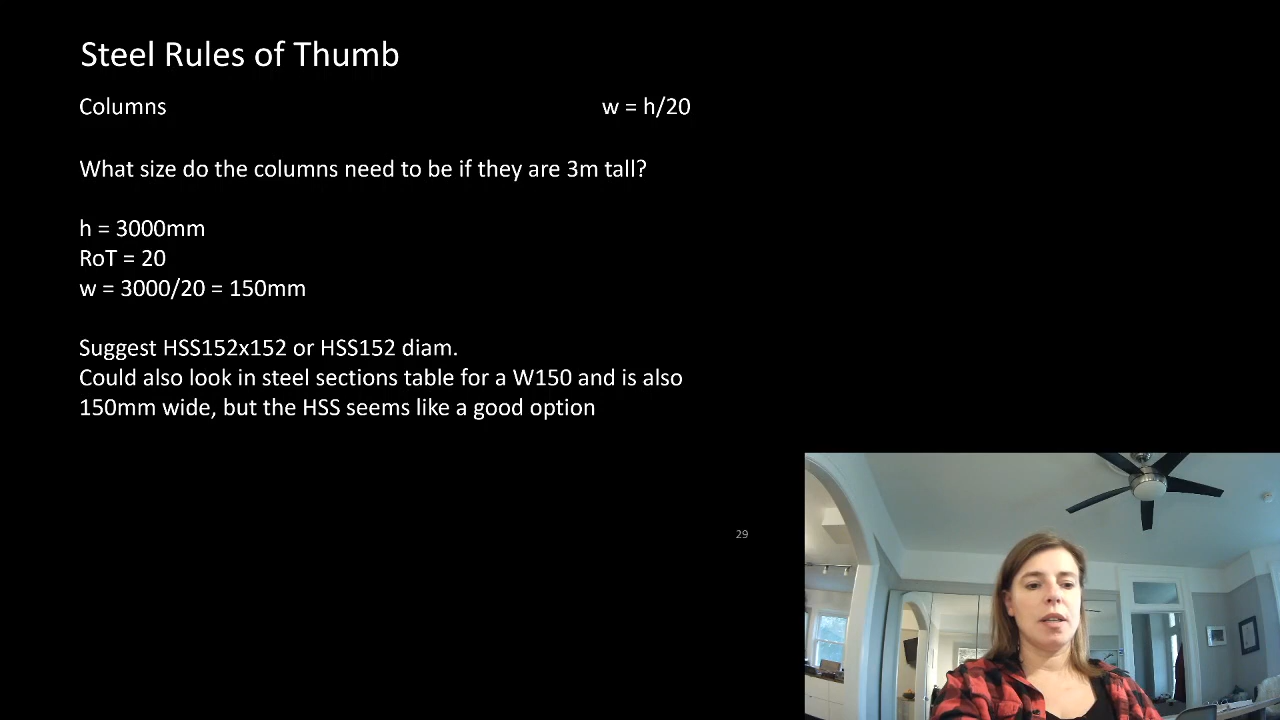 Steel Rules of Thumb
Columns w = h/20
What size do the columns need to be if they are 3m tall?
h = 3000mm
RoT = 20
w = 3000/20 = 150mm
Suggest HSS152x152 or HSS152 diam.
Could also look in steel sections table for a W150 and is also
150mm wide, but the HSS seems like a good option
29